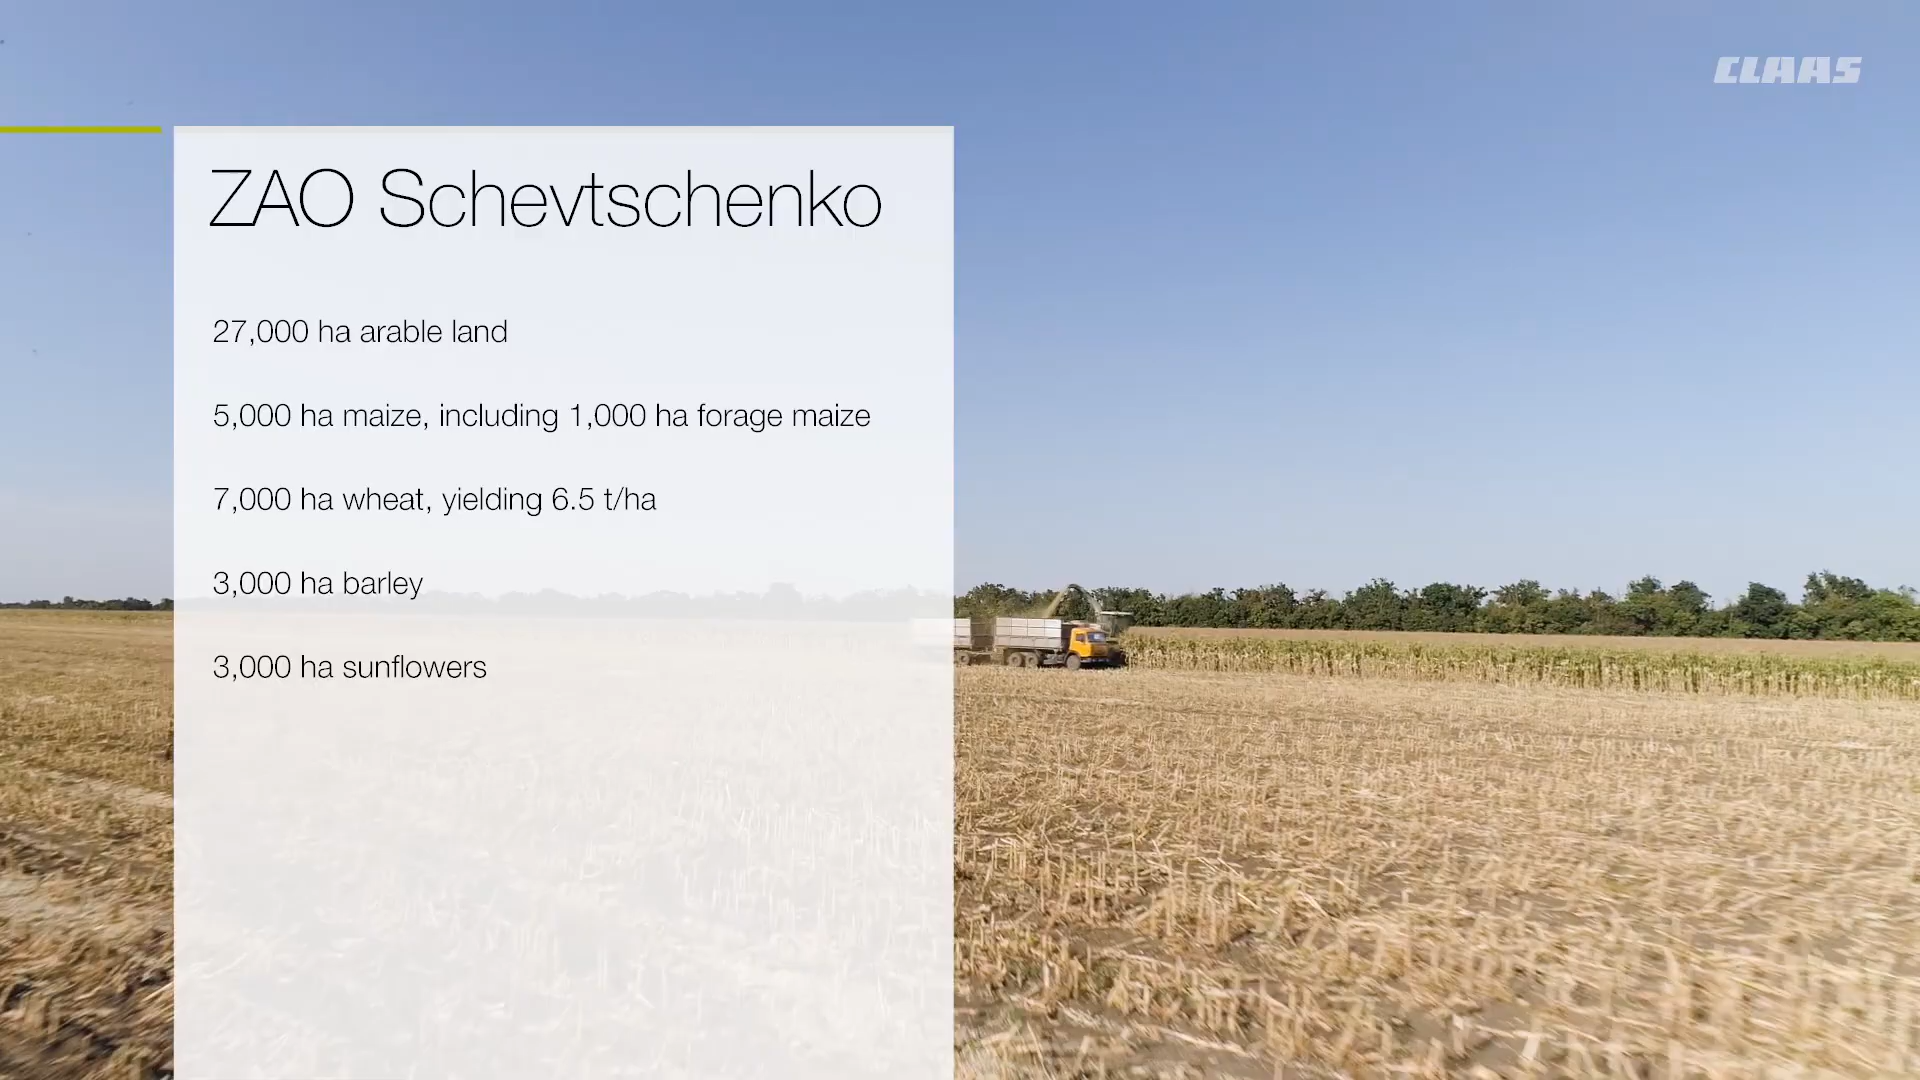 CLAAS
ZAO Schevtschenko
27,000 ha arable land
5,000 ha maize, including 1,000 ha forage maize
7,000 ha wheat, yielding 6.5 t/ha
3,000 ha barley
3,000 ha sunflowers